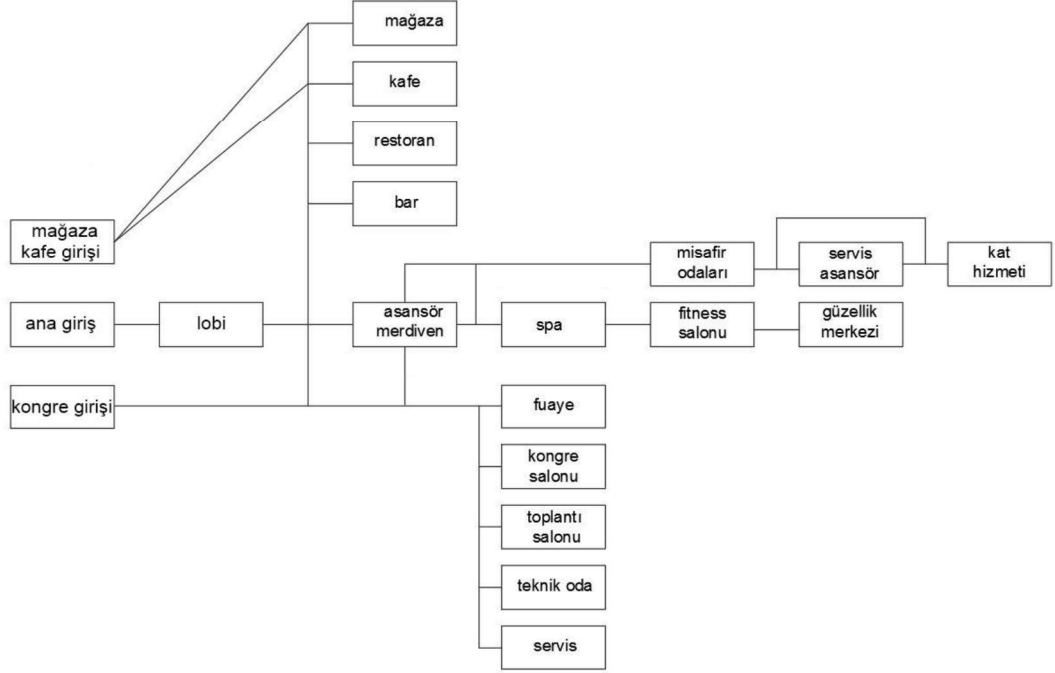 mağaza
kafe
restoran
bar
mağaza
kafe girişi
misafir
odaları
servis
asansör
kat
hizmeti
ana giriş
lobi
asansör
merdiven
spa
fitness
salonu
güzellik
merkezi
kongre girişi
fuaye
kongre
salonu
toplantı
salonu
teknik oda
servis